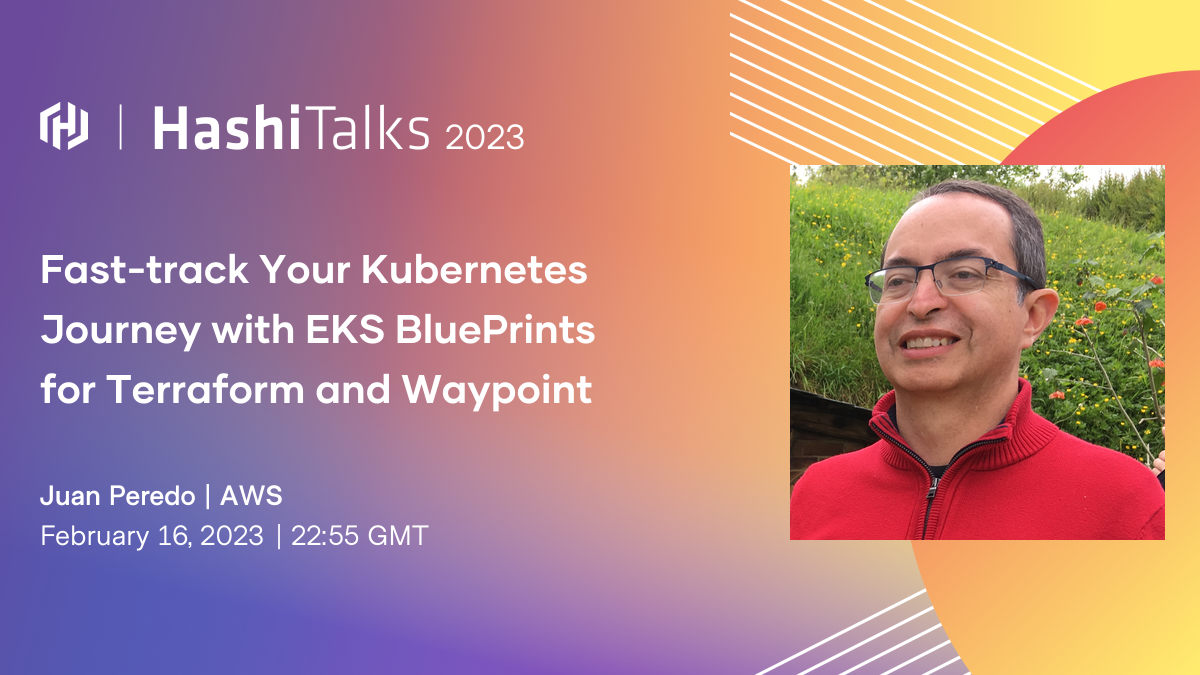 HashiTalks 2023
Fast-track Your Kubernetes
Journey with EKS BluePrints
for Terraform and Waypoint
Juan Peredo | AWS
February 16, 2023 | 22:55 GMT